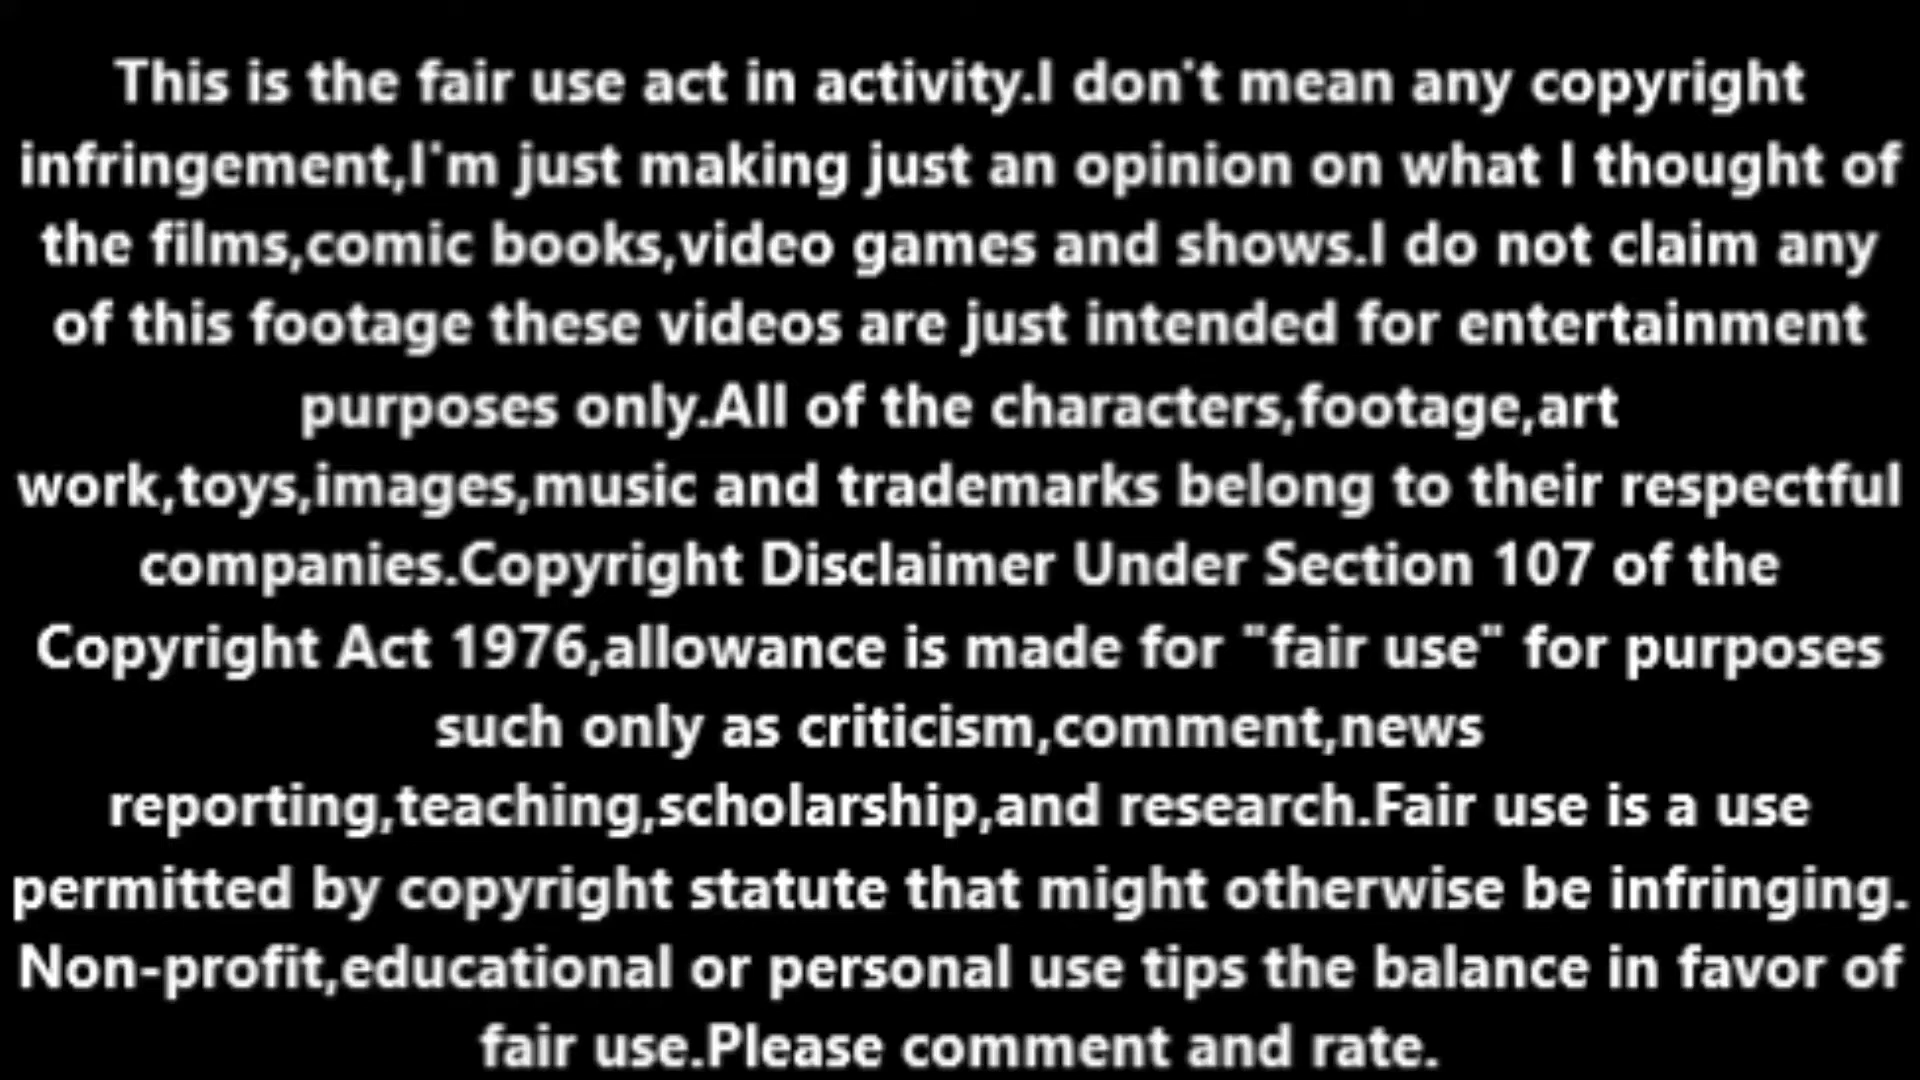 This is the fair use act in activity.I don't mean any copyright
infringement,I'm just making just an opinion on what I thought of
the films,comic books,video games and shows.I do not claim any
of this footage these videos are just intended for entertainment
purposes only.All of the characters,footage,art
work,toys,images,music and trademarks belong to their respectful
companies.Copyright Disclaimer Under Section 107 of the
Copyright Act 1976,allowance is made for "fair use" for purposes
such only as criticism,comment,news
reporting,teaching,scholarship,and research.Fair use is a use
permitted by copyright statute that might otherwise be infringing.
Non-profit,educational or personal use tips the balance in favor of
fair use.Please comment and rate.